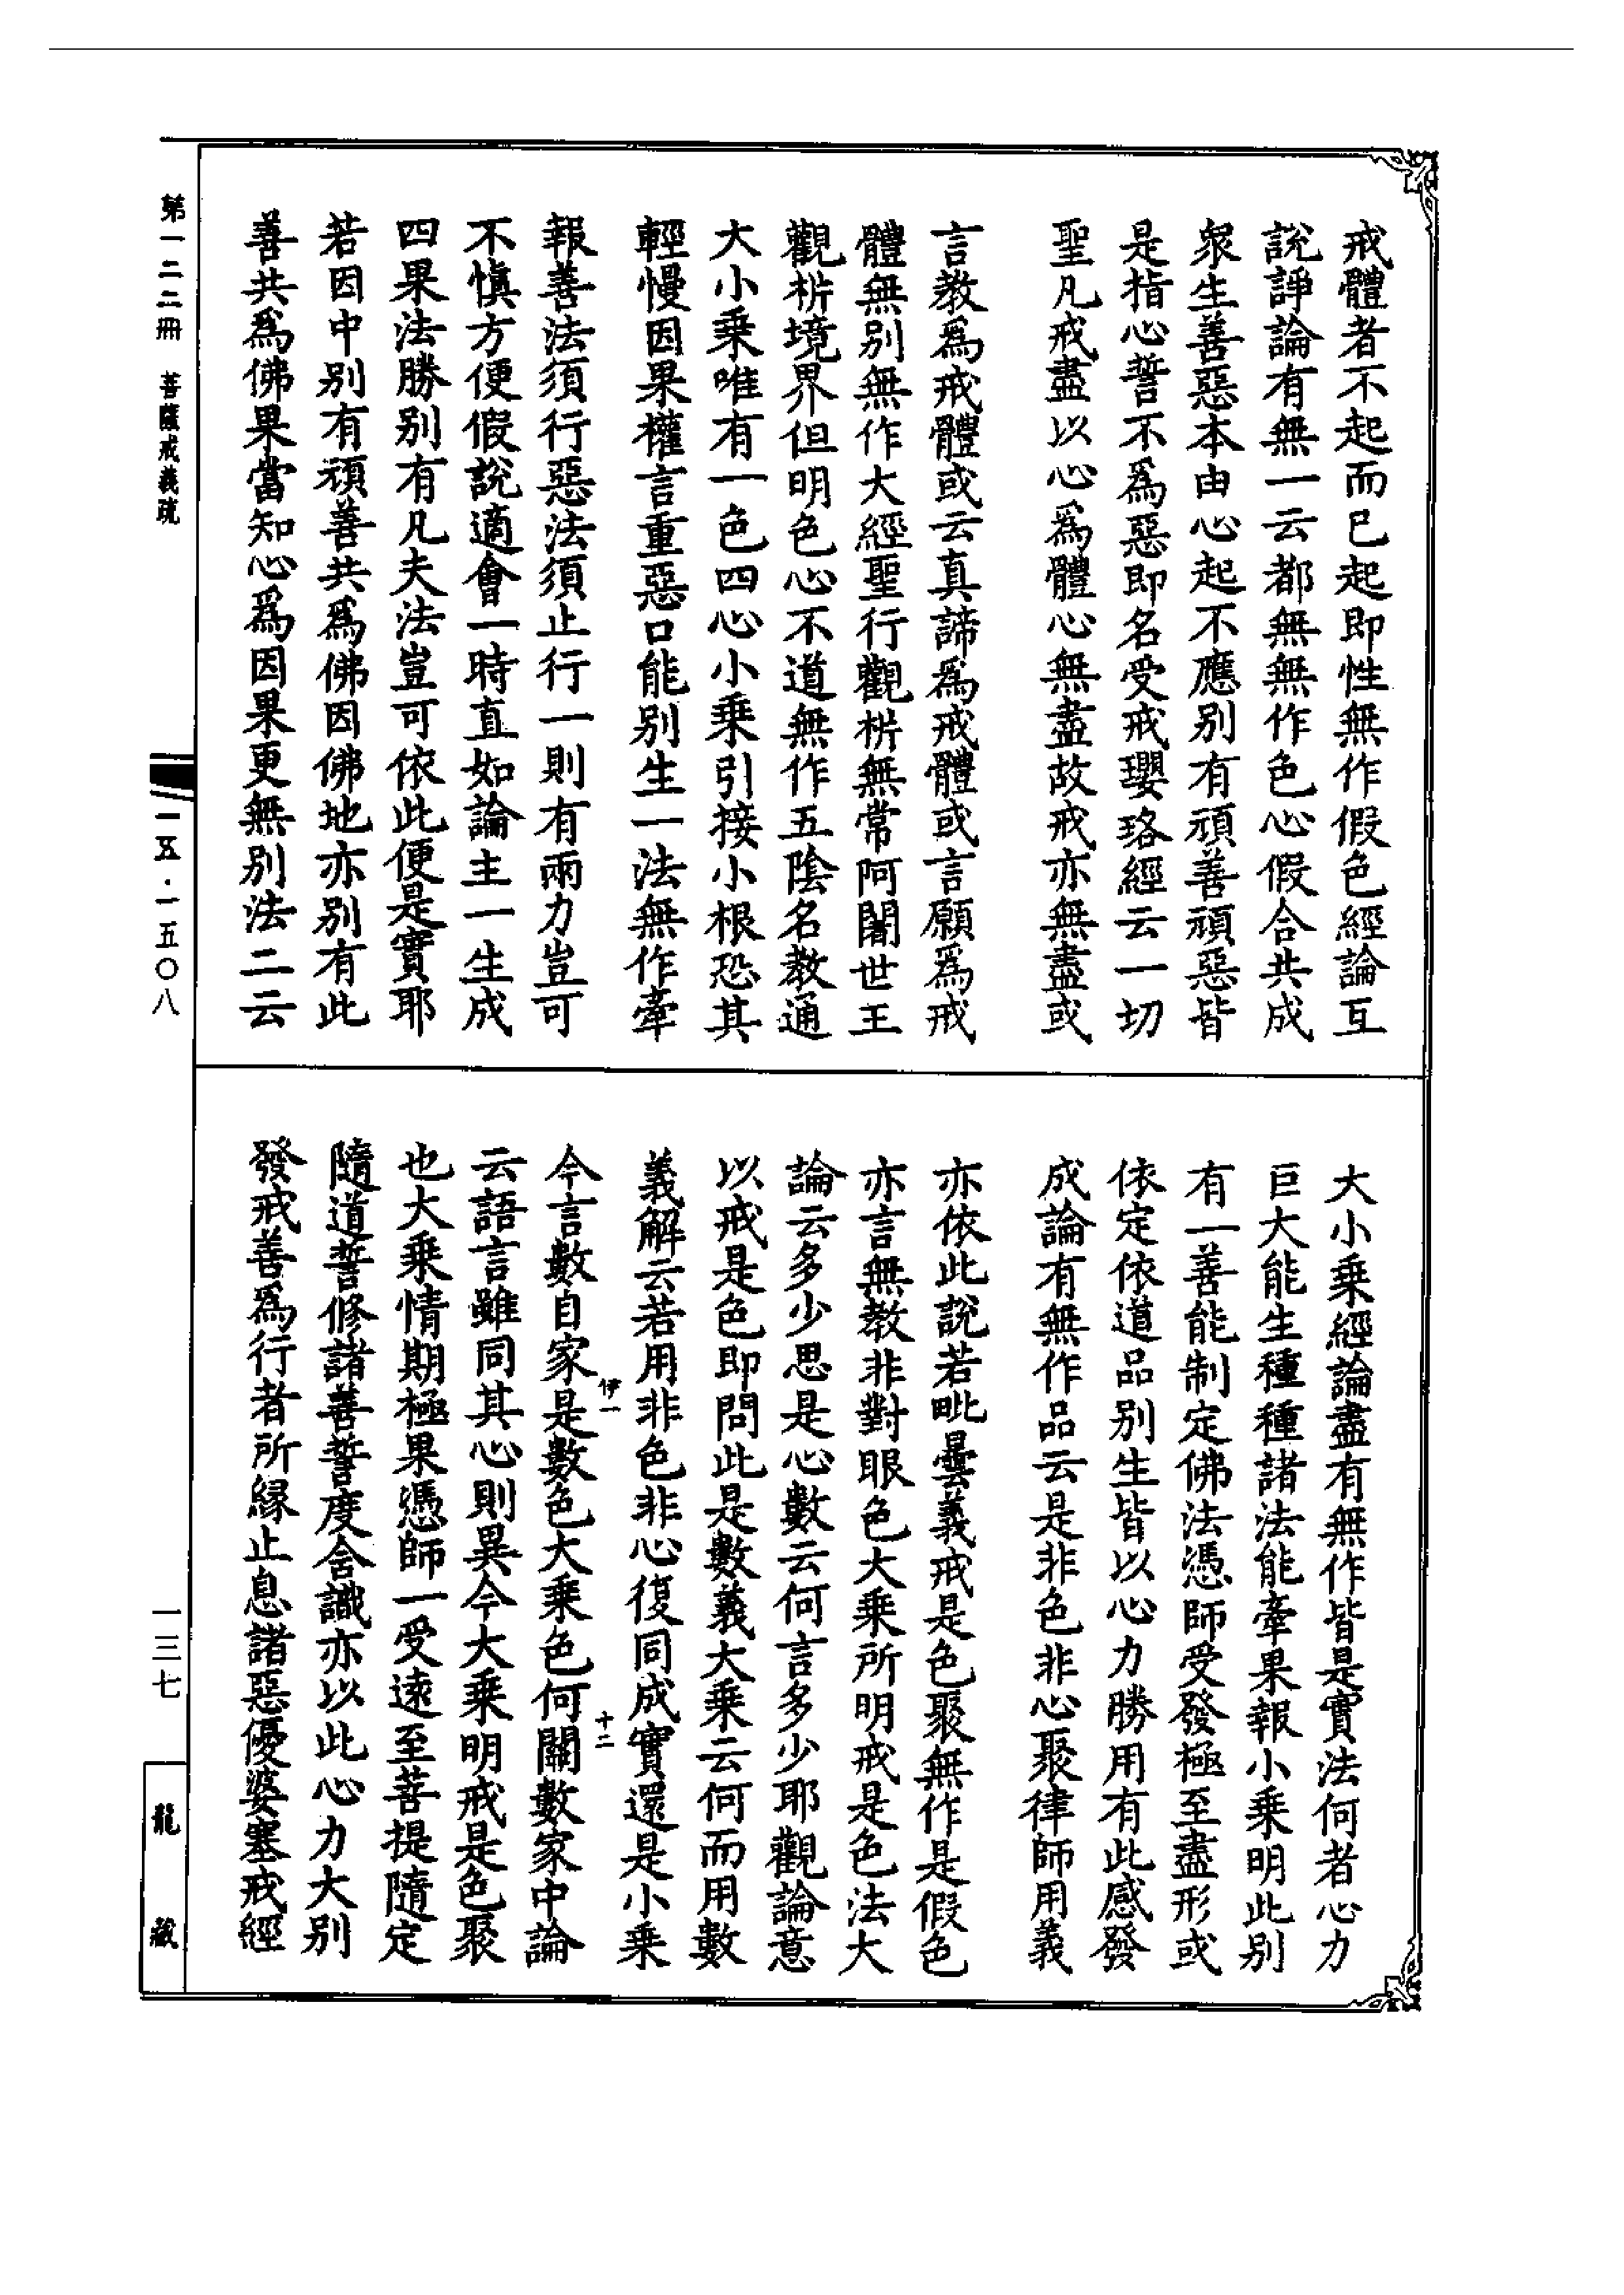 戒體者不起而已起即性無作假色經論互
說諍論有無一云都無無作色心假合共成
衆生善惡本由心起不應別有頑善頑惡皆
是指心誓不爲惡即名受戒瓔珞經云一切
聖凡戒盡以心爲體心無盡故戒亦無盡或
言教爲戒體或云真諦爲戒體或言願爲戒
體無別無作大經聖行觀析無常阿闍世王
觀析境界但明色心不道無作五陰名教通
大小乘唯有一色四心小乘引接小根恐其
輕慢因果權言重惡口能別生一法無作牽
報善法須行惡法須止行一則有兩力豈可
不慎方便假說適會一時直如論主一生成
四果法勝別有凡夫法豈可依此便是實耶
若因中別有頑善共爲佛因佛地亦別有此
善共爲佛果當知心爲因果更無別法二云
大小乘經論盡有無作皆是實法何者心力
巨大能生種種諸法能牽果報小乘明此別
有一善能制定佛法憑師受發極至盡形或
依定依道品別生皆以心力勝用有此感發
成論有無作品云是非色非心聚律師用義
亦依此說若毗曇義戒是色聚無作是假色
亦言無教非對眼色大乘所明戒是色法大
論云多少思是心數云何言多少耶觀論意
以戒是色即問此是數義大乘云何而用數
義解云若用非色非心復同成實還是小乘
今言數自家是數色大乘色何關數家中論
伊一
十二
云語言雖同其心則異今大乘明戒是色聚
也大乘情期極果憑師一受遠至菩提隨定
隨道誓修諸善誓度含識亦以此心力大別
發戒善爲行者所緣止息諸惡優婆塞戒經
第一二二冊　菩薩戒義疏
一五·一五〇八
一三七
龍藏